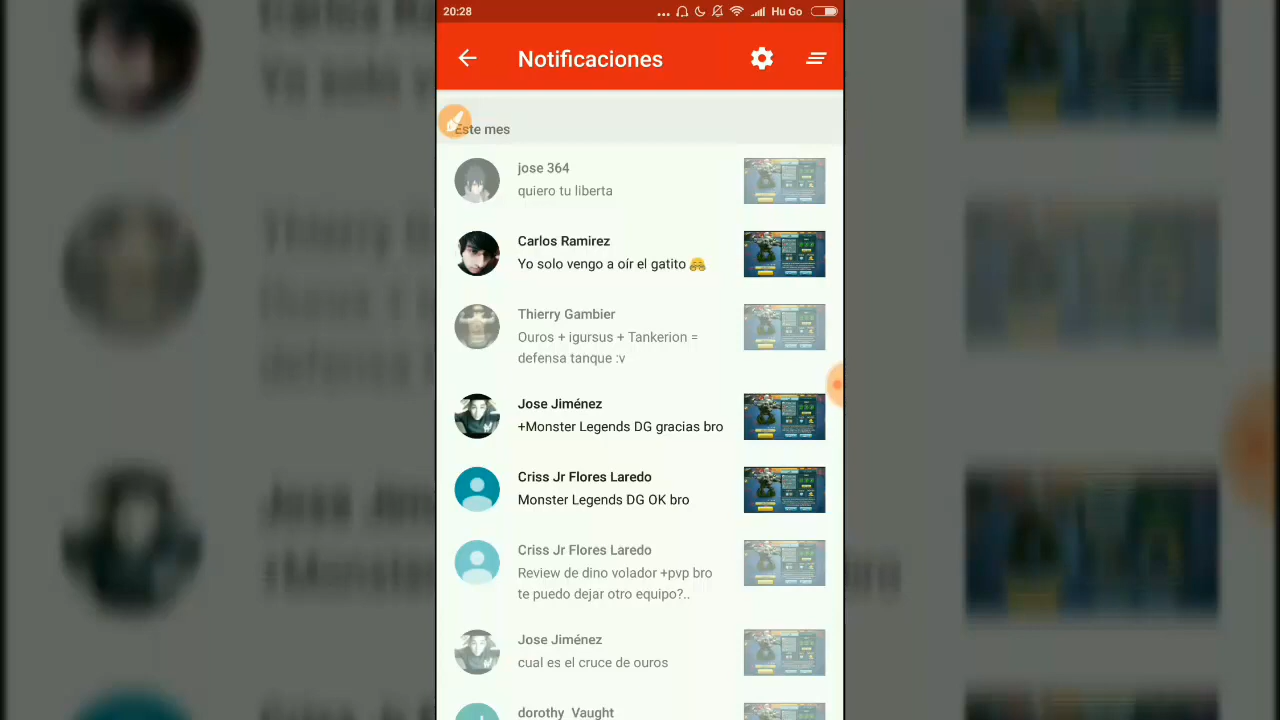 20:28
Hu Go
Notificaciones
Este mes
jose 364
quiero tu liberta
Carlos Ramirez
Yo solo vengo a oír el gatito 🤗
Thierry Gambier
Ouros + igursus + Tankerion =
defensa tanque :v
Jose Jiménez
+Monster Legends DG gracias bro
Criss Jr Flores Laredo
Monster Legends DG OK bro
Criss Jr Flores Laredo
Review de dino volador +pvp bro
te puedo dejar otro equipo?..
Jose Jiménez
cual es el cruce de ouros
dorothy Vaught